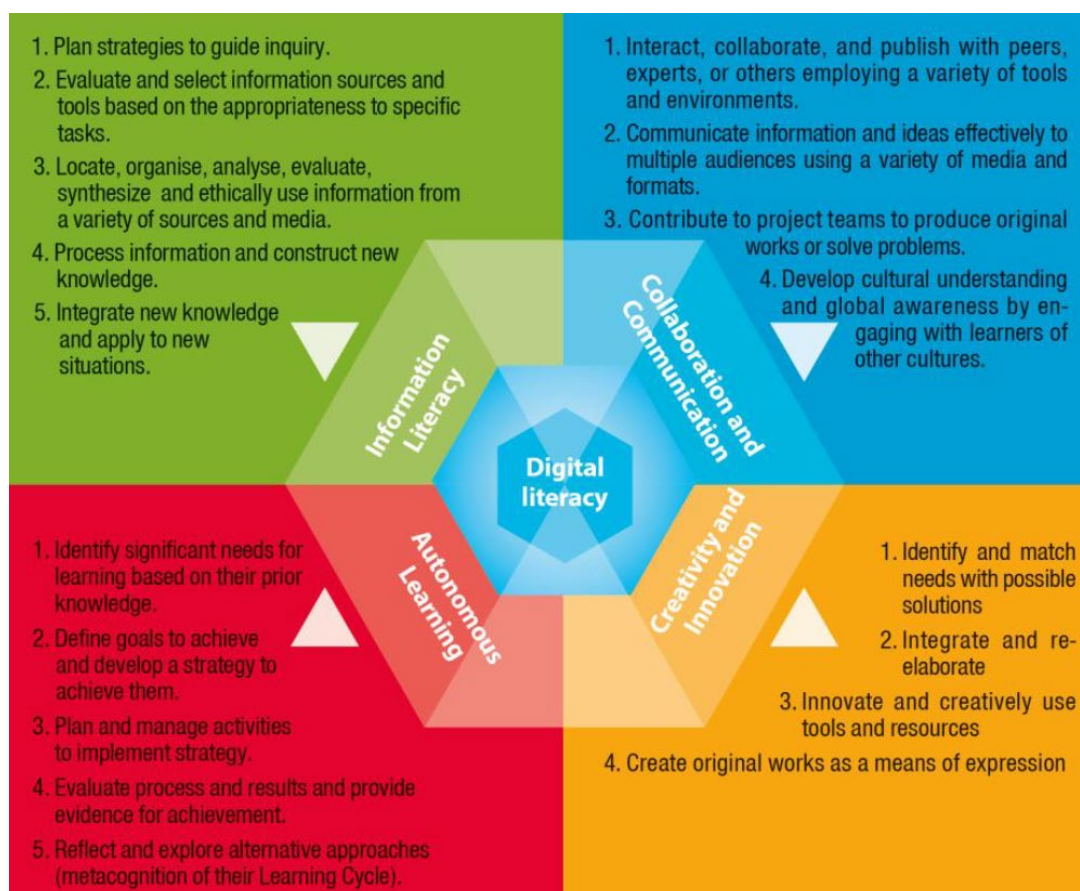 1. Plan strategies to guide inquiry.
2. Evaluate and select information sources and
tools based on the appropriateness to specific
tasks.
3. Locate, organise, analyse, evaluate,
synthesize and ethically use information from
a variety of sources and media.
4. Process information and construct new
knowledge.
5. Integrate new knowledge
and apply to new
situations.
Information
Literacy
1. Interact, collaborate, and publish with peers,
experts, or others employing a variety of tools
and environments.
2. Communicate information and ideas effectively to
multiple audiences using a variety of media and
formats.
3. Contribute to project teams to produce original
works or solve problems.
4. Develop cultural understanding
and global awareness by en-
gaging with learners of
other cultures.
Collaboration and
Communication
Digital
literacy
1. Identify significant needs for
learning based on their prior
knowledge.
2. Define goals to achieve
and develop a strategy to
achieve them.
3. Plan and manage activities
to implement strategy.
4. Evaluate process and results and provide
evidence for achievement.
5. Reflect and explore alternative approaches
(metacognition of their Learning Cycle).
Autonomous
Learning
Creativity and
Innovation
1. Identify and match
needs with possible
solutions
2. Integrate and re-
elaborate
3. Innovate and creatively use
tools and resources
4. Create original works as a means of expression